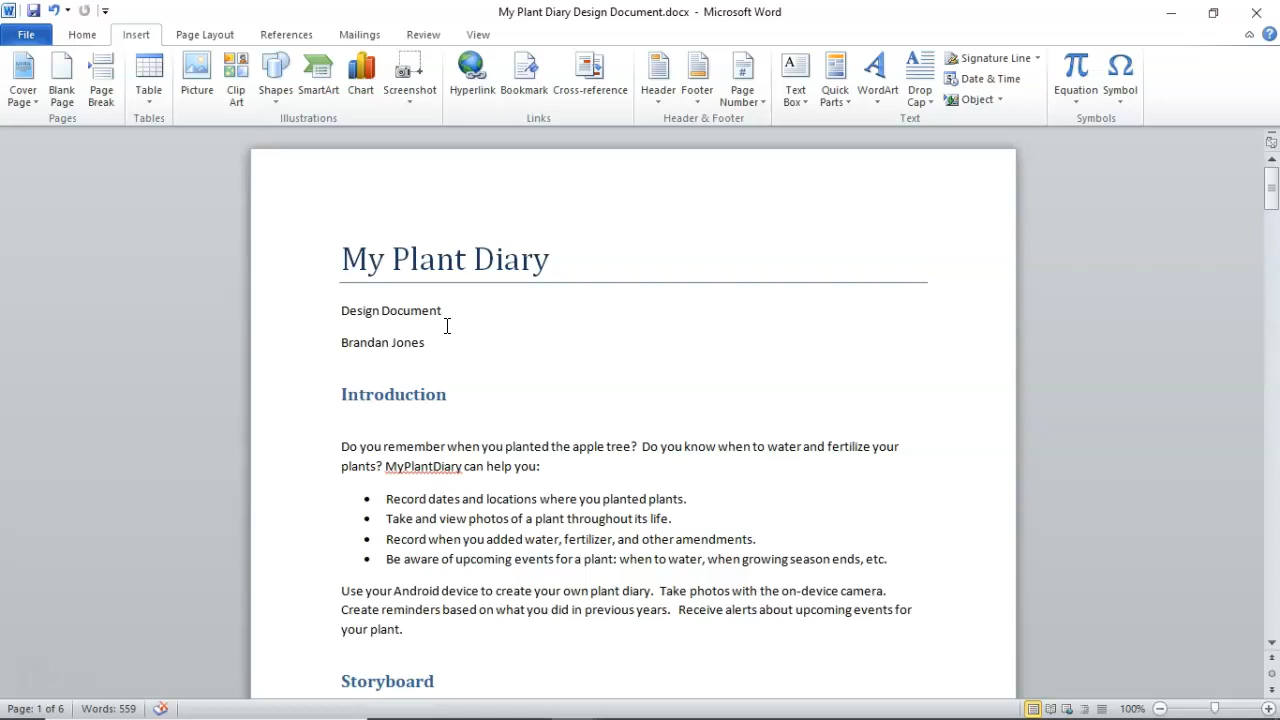 My Plant Diary Design Document.docx - Microsoft Word
File Home Insert Page Layout References Mailings Review View
Cover Page
Blank Page
Page Break
Table
Picture
Clip Art
Shapes
SmartArt
Chart
Screenshot
Hyperlink
Bookmark
Cross-reference
Header
Footer
Page Number
Text Box
Quick Parts
WordArt
Drop Cap
Signature Line
Date & Time
Object
Equation
Symbol
Pages Tables Illustrations Links Header & Footer Text Symbols
My Plant Diary
Design Document
Brandan Jones
Introduction
Do you remember when you planted the apple tree? Do you know when to water and fertilize your
plants? MyPlantDiary can help you:
• Record dates and locations where you planted plants.
• Take and view photos of a plant throughout its life.
• Record when you added water, fertilizer, and other amendments.
• Be aware of upcoming events for a plant: when to water, when growing season ends, etc.
Use your Android device to create your own plant diary. Take photos with the on-device camera.
Create reminders based on what you did in previous years. Receive alerts about upcoming events for
your plant.
Storyboard
Page: 1 of 6 Words: 559 100%